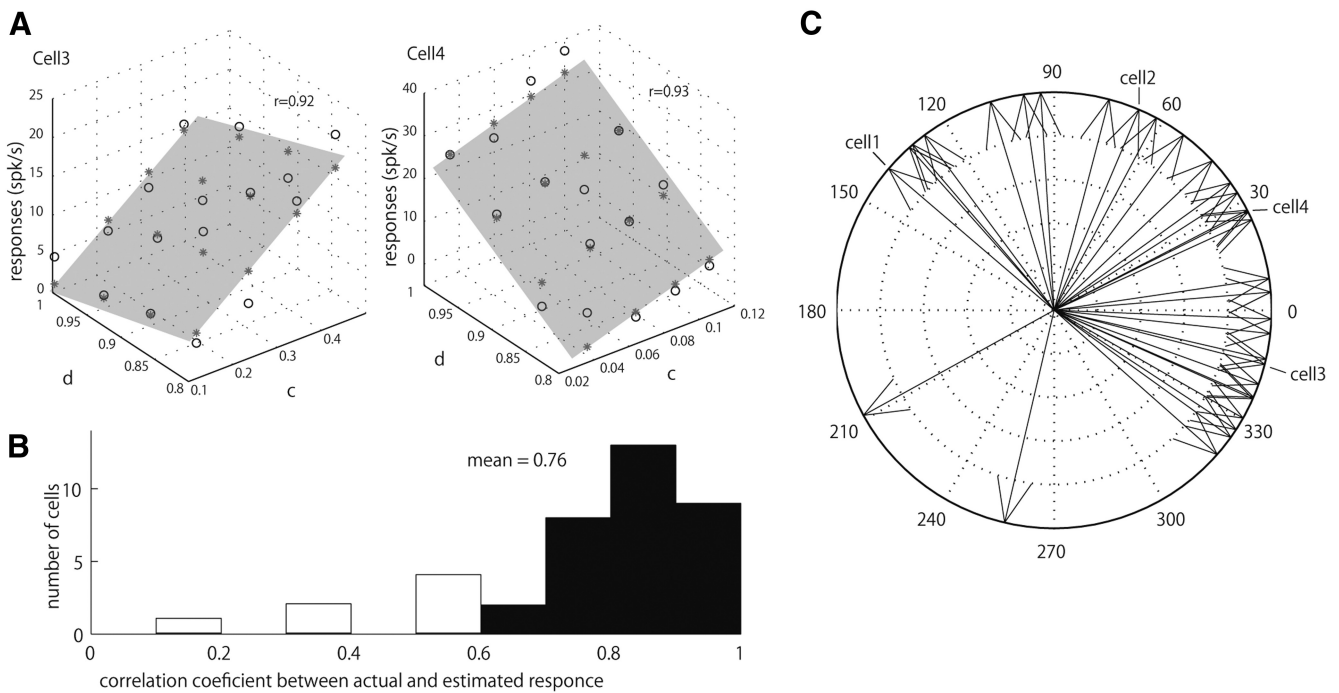 A
Cell3
r=0.92
25
20
15
10
5
0
responses (spk/s)
1
0.95
0.9
0.85
0.8
d
0.1
0.2
0.3
0.4
c
Cell4
r=0.93
40
30
20
10
0
responses (spk/s)
1
0.95
0.9
0.85
0.8
d
0.02
0.04
0.06
0.08
0.1
0.12
c
B
mean = 0.76
10
5
0
number of cells
0 0.2 0.4 0.6 0.8 1
correlation coeficient between actual and estimated responce
C
90
cell2
120
60
cell1
150
30
cell4
180
0
cell3
210
330
240
300
270